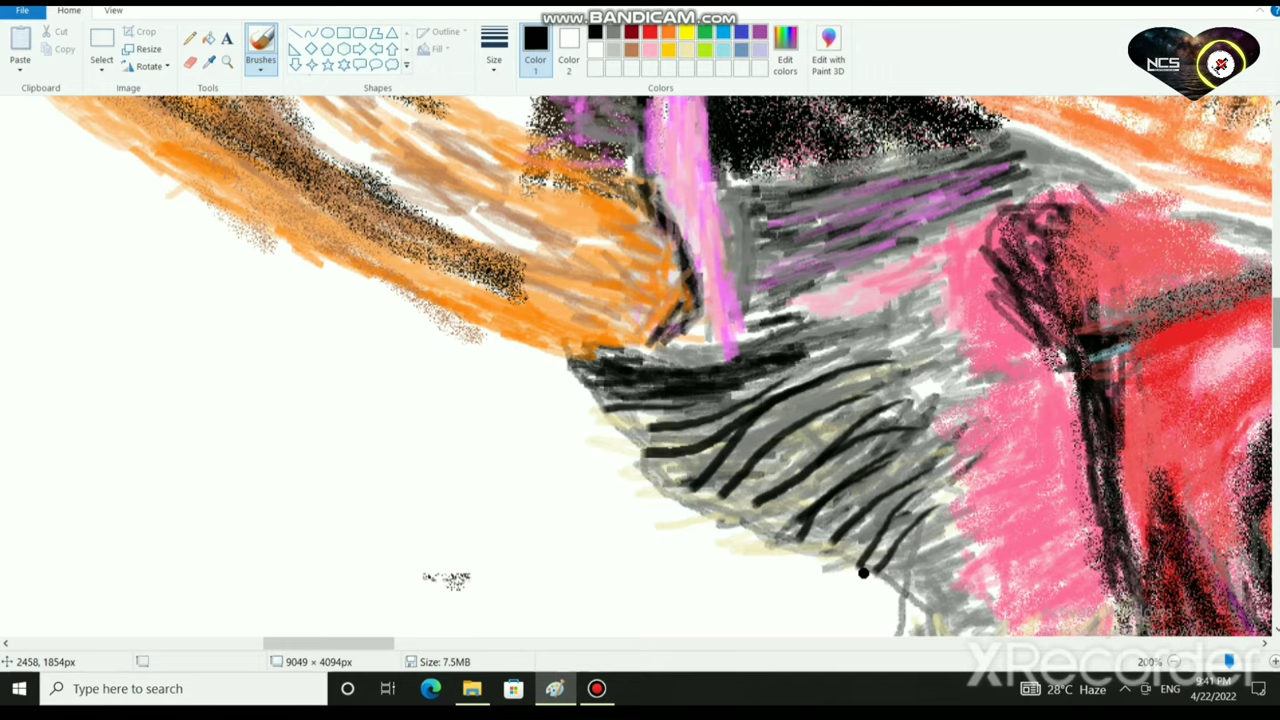 www.BANDICAM.com
File
Home
View
Paste
Cut
Copy
Clipboard
Select
Crop
Resize
Rotate
Image
Tools
Brushes
Shapes
Outline
Fill
Size
Color
1
Color
2
Colors
Edit
colors
Edit with
Paint 3D
NCS
2458, 1854px
9049 × 4094px
Size: 7.5MB
200%
XRecorder
Type here to search
28°C Haze
ENG
9:41 PM
4/22/2022